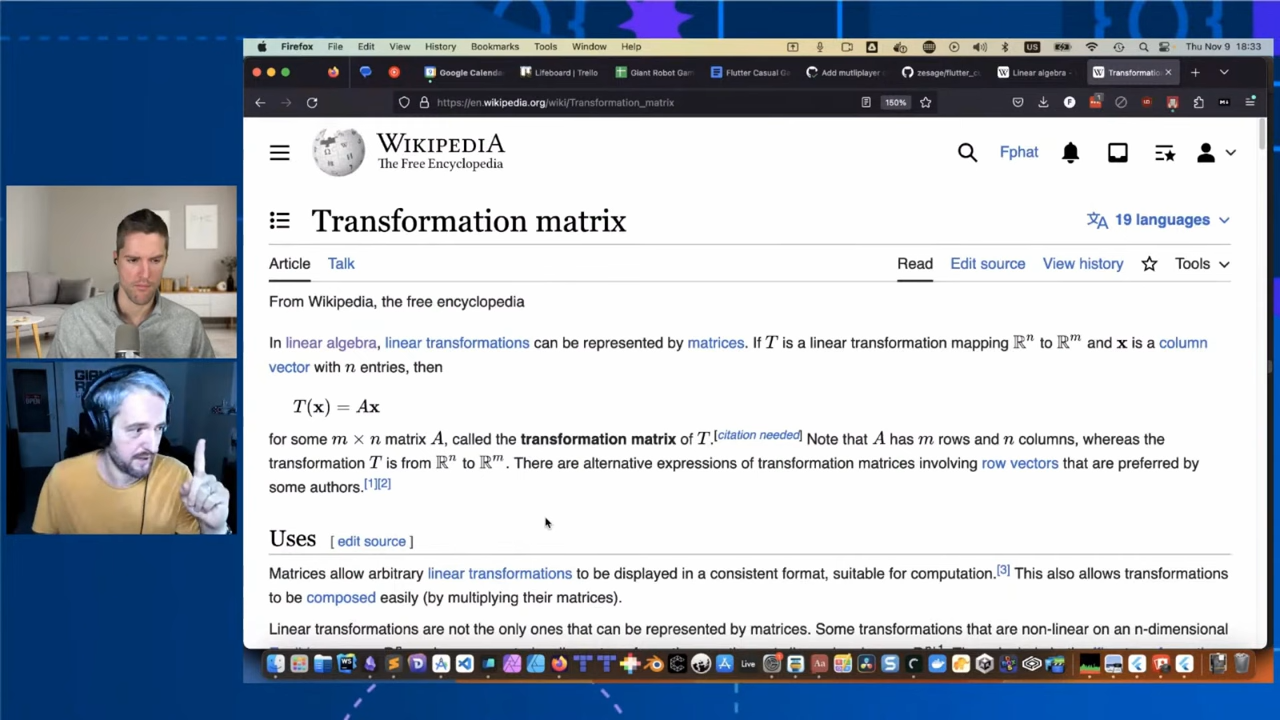 Firefox File Edit View History Bookmarks Tools Window Help US Thu Nov 9 18:33
Google Calenda Lifeboard | Trello Giant Robot Gam Flutter Casual Ga Add mutliplayer zesage/flutter_c Linear algebra - Transformatio
https://en.wikipedia.org/wiki/Transformation_matrix 150%
WIKIPEDIA
The Free Encyclopedia
Fphat
Transformation matrix
19 languages
Article Talk Read Edit source View history Tools
From Wikipedia, the free encyclopedia
In linear algebra, linear transformations can be represented by matrices. If T is a linear transformation mapping ℝⁿ to ℝᵐ and x is a column
vector with n entries, then
T(x) = Ax
for some m × n matrix A, called the transformation matrix of T.[citation needed] Note that A has m rows and n columns, whereas the
transformation T is from ℝⁿ to ℝᵐ. There are alternative expressions of transformation matrices involving row vectors that are preferred by
some authors.[1][2]
Uses [ edit source ]
Matrices allow arbitrary linear transformations to be displayed in a consistent format, suitable for computation.[3] This also allows transformations
to be composed easily (by multiplying their matrices).
Linear transformations are not the only ones that can be represented by matrices. Some transformations that are non-linear on an n-dimensional
Live